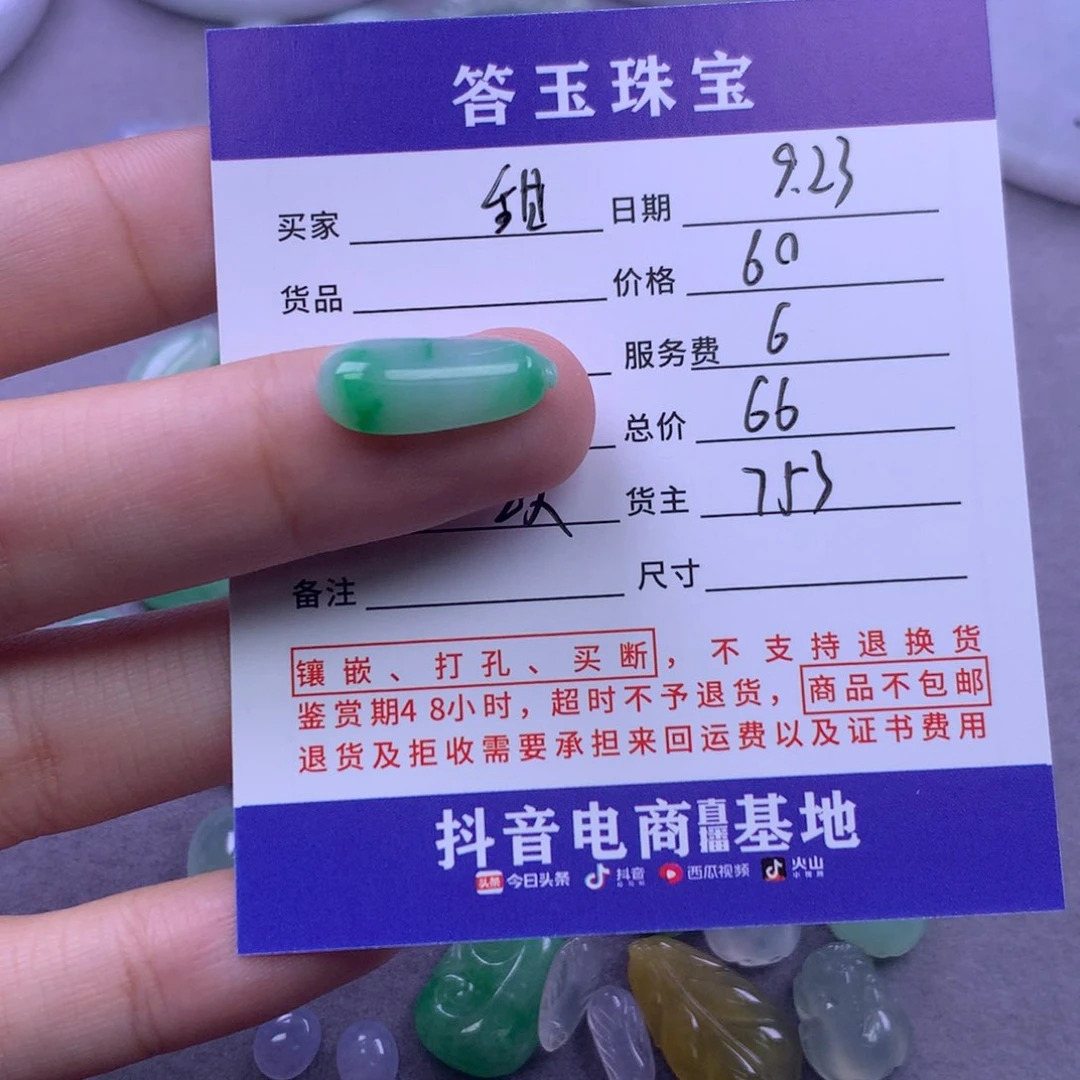 答玉珠宝
买家 日期 9.23
货品 价格 60
服务费 6
总价 66
货主 753
备注 尺寸
镶嵌、打孔、买断，不支持退换货
鉴赏期48小时，超时不予退货，商品不包邮
退货及拒收需要承担来回运费以及证书费用
抖音电商直播基地
头条 今日头条 抖音 西瓜视频 火山